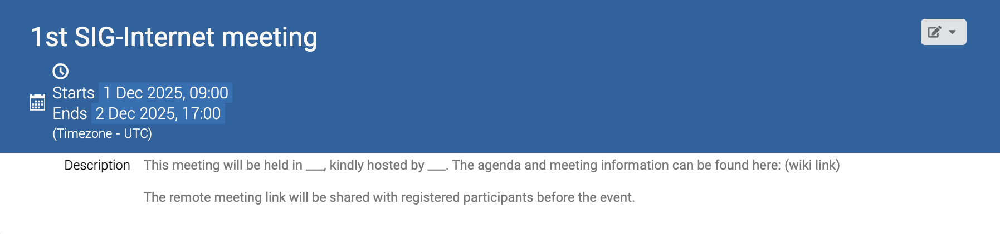 1st SIG-Internet meeting
Starts 1 Dec 2025, 09:00
Ends 2 Dec 2025, 17:00
(Timezone - UTC)
Description This meeting will be held in ___, kindly hosted by ___. The agenda and meeting information can be found here: (wiki link)
The remote meeting link will be shared with registered participants before the event.